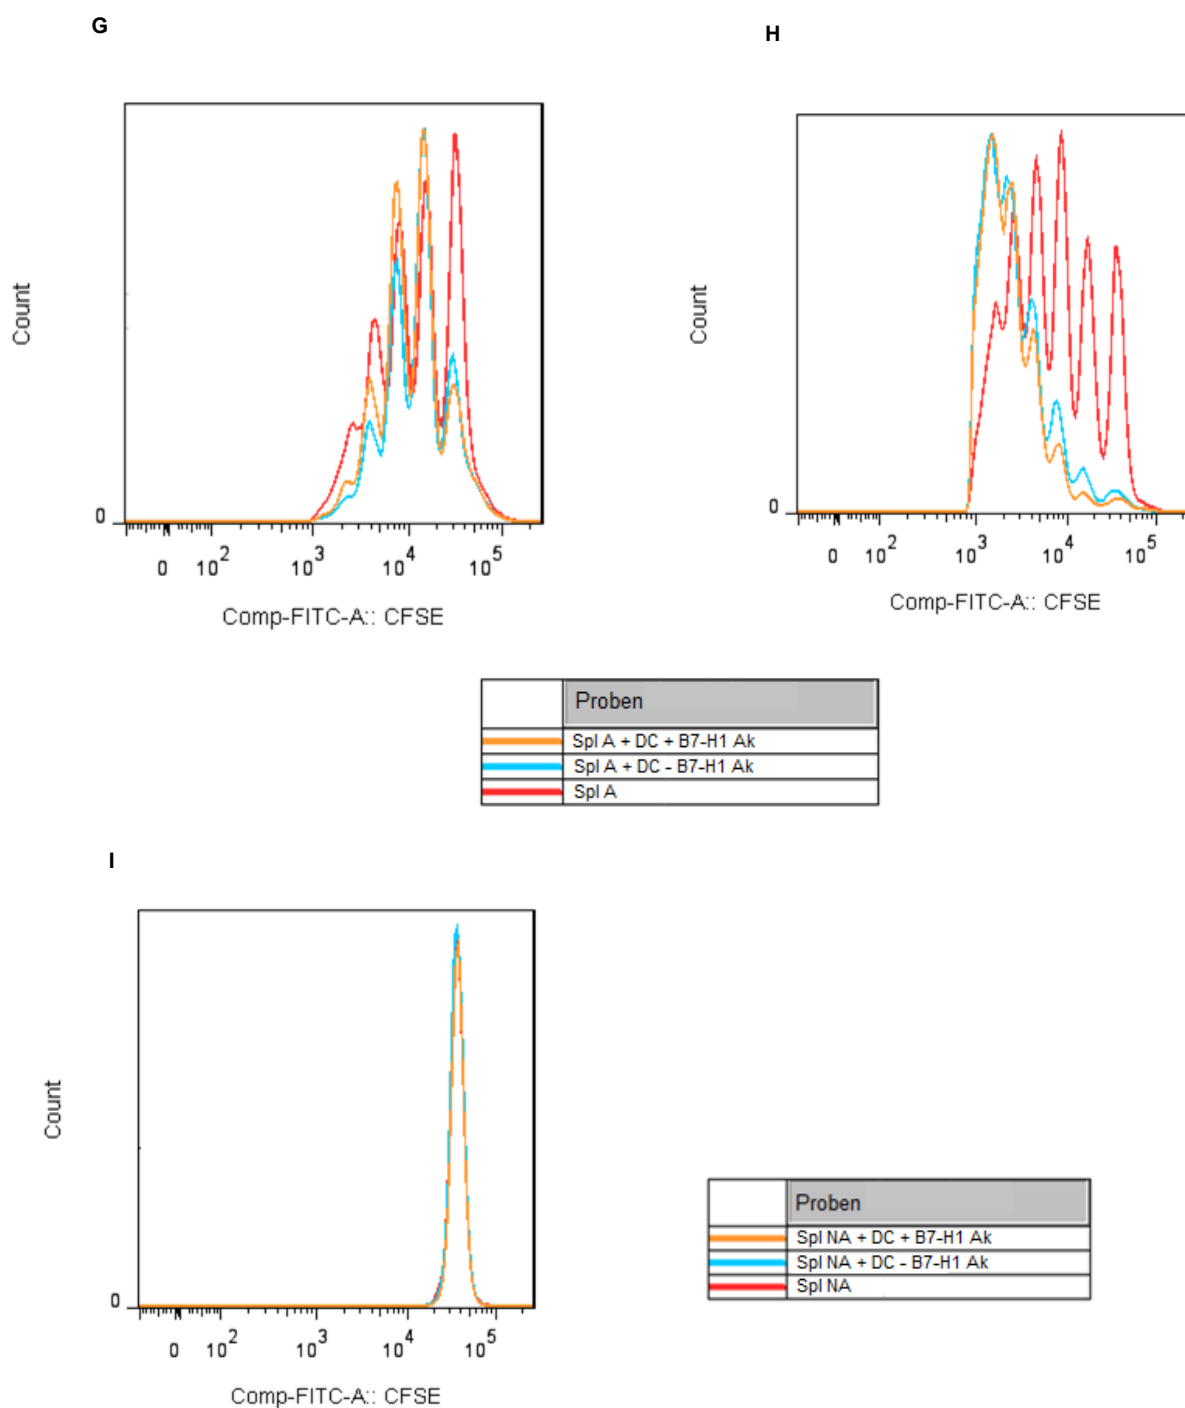 G
H
Count
0
0 10^2 10^3 10^4 10^5
Comp-FITC-A:: CFSE
Count
0
0 10^2 10^3 10^4 10^5
Comp-FITC-A:: CFSE
Proben
Spl A + DC + B7-H1 Ak
Spl A + DC - B7-H1 Ak
Spl A
I
Count
0
0 10^2 10^3 10^4 10^5
Comp-FITC-A:: CFSE
Proben
Spl NA + DC + B7-H1 Ak
Spl NA + DC - B7-H1 Ak
Spl NA